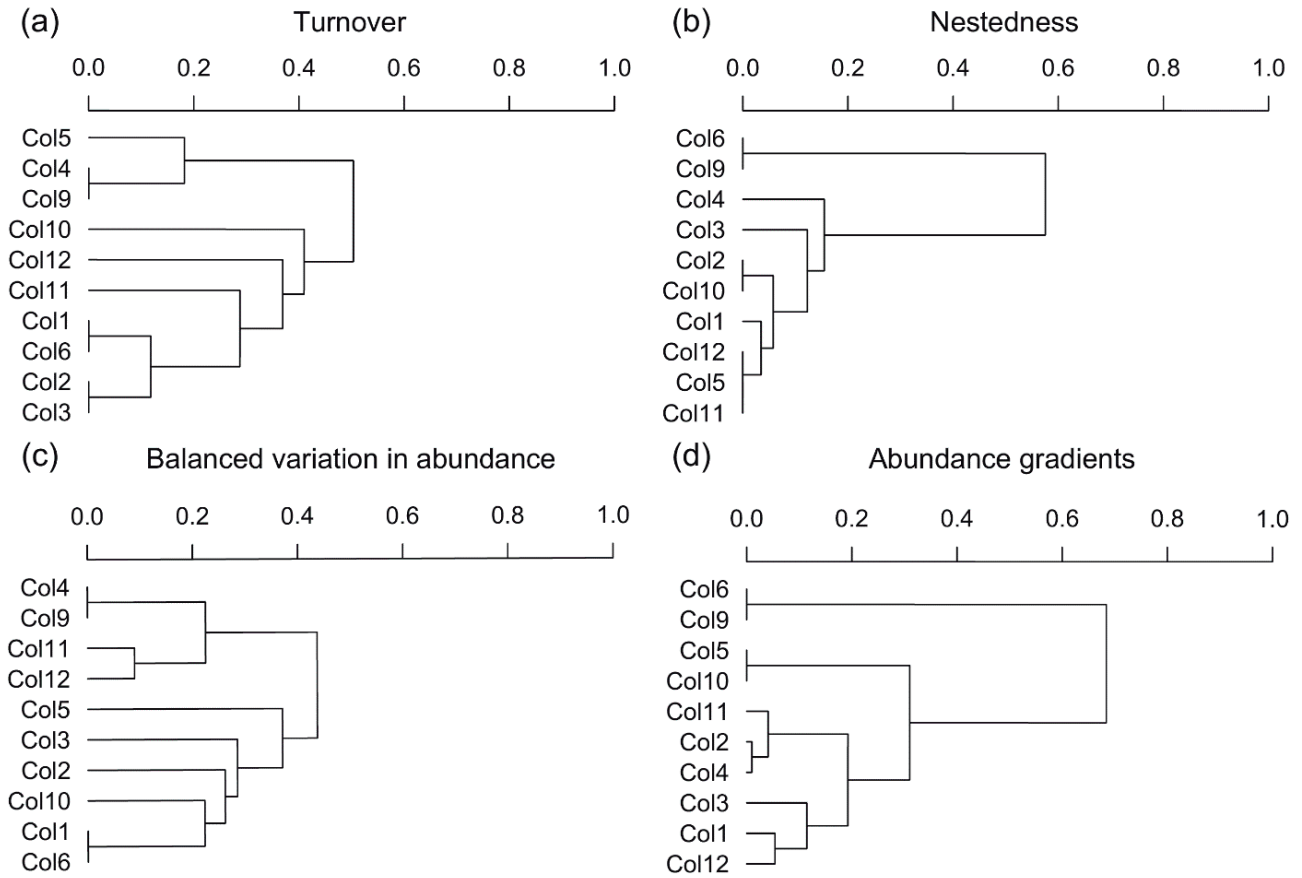 (a) Turnover
0.0 0.2 0.4 0.6 0.8 1.0
Col5
Col4
Col9
Col10
Col12
Col11
Col1
Col6
Col2
Col3
(b) Nestedness
0.0 0.2 0.4 0.6 0.8 1.0
Col6
Col9
Col4
Col3
Col2
Col10
Col1
Col12
Col5
Col11
(c) Balanced variation in abundance
0.0 0.2 0.4 0.6 0.8 1.0
Col4
Col9
Col11
Col12
Col5
Col3
Col2
Col10
Col1
Col6
(d) Abundance gradients
0.0 0.2 0.4 0.6 0.8 1.0
Col6
Col9
Col5
Col10
Col11
Col2
Col4
Col3
Col1
Col12